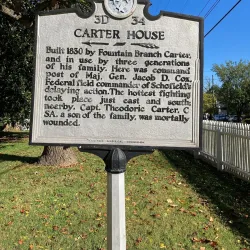 3D 34
CARTER HOUSE
Built 1830 by Fountain Branch Carter,
and in use by three generations
of his family. Here was command
post of Maj. Gen. Jacob D. Cox,
Federal field commander of Schofield's
delaying action. The hottest fighting
took place just east and south;
nearby, Capt. Theodoric Carter, C
SA, a son of the family, was mortally
wounded.